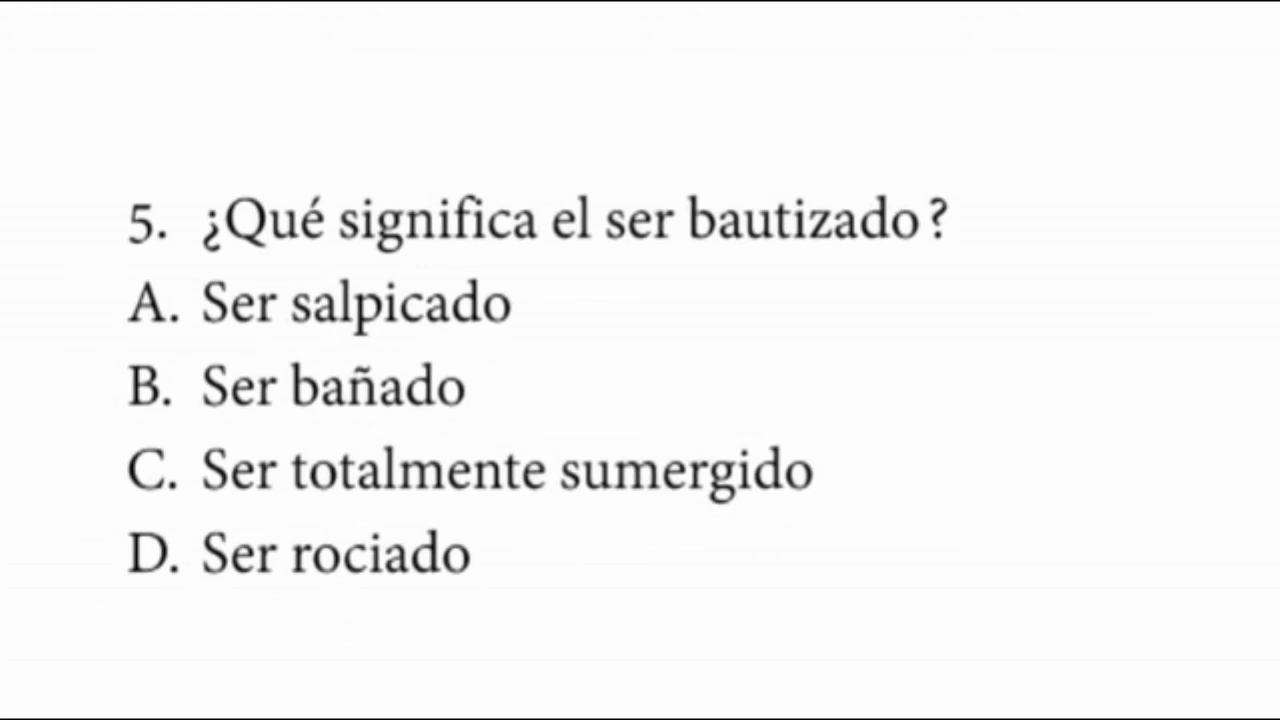 5. ¿Qué significa el ser bautizado?
A. Ser salpicado
B. Ser bañado
C. Ser totalmente sumergido
D. Ser rociado